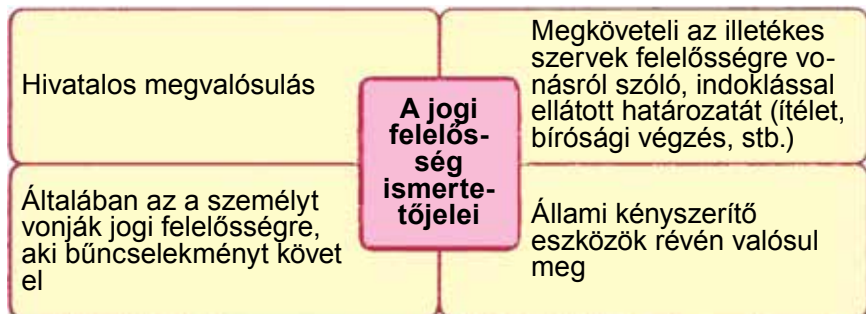 Hivatalos megvalósulás
Megköveteli az illetékes
szervek felelősségre vo-
násról szóló, indoklással
ellátott határozatát (ítélet,
bírósági végzés, stb.)
A jogi
felelős-
ség
ismerte-
tőjelei
Általában az a személyt
vonják jogi felelősségre,
aki bűncselekményt követ
el
Állami kényszerítő
eszközök révén valósul
meg